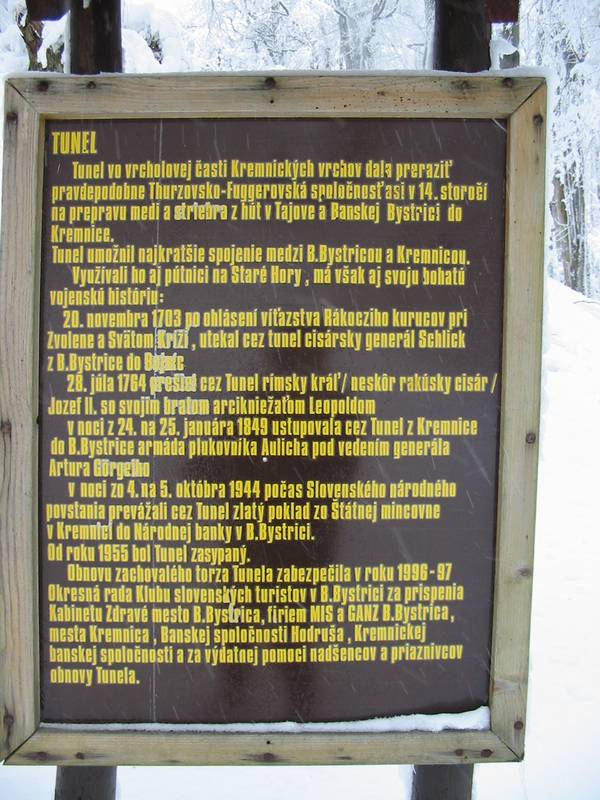 TUNEL
Tunel vo vrcholovej časti Kremnických vrchov dala preraziť
pravdepodobne Thurzovsko-Fuggerovská spoločnosť asi v 14. storočí
na prepravu medi a striebra z hút v Tajove a Banskej Bystrici do
Kremnice.
Tunel umožnil najkratšie spojenie medzi B.Bystricou a Kremnicou.
Využívali ho aj pútnici na Staré Hory , má však aj svoju bohatú
vojenskú históriu:
20. novembra 1703 po ohlásení víťazstva Rákocziho kurucov pri
Zvolene a Svätom Kríži , utekal cez tunel cisársky generál Schlick
z B.Bystrice do
28. júla 1764 prešiel cez Tunel rímsky kráľ/ neskôr rakúsky cisár /
Jozef II. so svojim bratom arcikniežaťom Leopoldom
v noci z 24. na 25. januára 1849 ustupovala cez Tunel z Kremnice
do B.Bystrice armáda plukovníka Aulicha pod vedením generála
Artura Görgeiho
v noci zo 4. na 5. októbra 1944 počas Slovenského národného
povstania prevážali cez Tunel zlatý poklad zo Štátnej mincovne
v Kremnici do Národnej banky v B.Bystrici.
Od roku 1955 bol Tunel zasypaný.
Obnovu zachovalého torza Tunela zabezpečila v roku 1996-97
Okresná rada Klubu slovenských turistov v B.Bystrici za prispenia
Kabinetu Zdravé mesto B.Bystrica, firiem MIS a GANZ B.Bystrica ,
mesta Kremnica , Banskej spoločnosti Hodruša , Kremnickej
banskej spoločnosti a za výdatnej pomoci nadšencov a priaznivcov
obnovy Tunela.